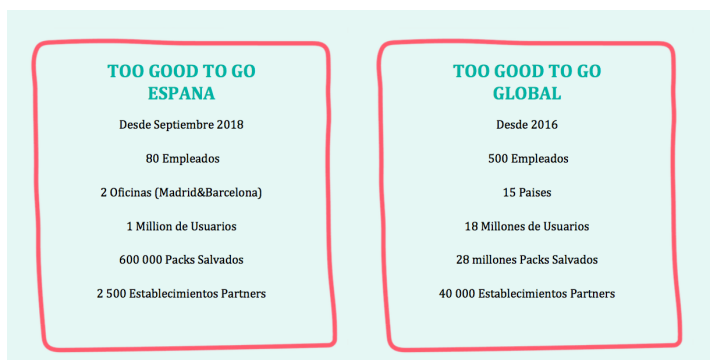 TOO GOOD TO GO
ESPANA
Desde Septiembre 2018
80 Empleados
2 Oficinas (Madrid&Barcelona)
1 Million de Usuarios
600 000 Packs Salvados
2 500 Establecimientos Partners
TOO GOOD TO GO
GLOBAL
Desde 2016
500 Empleados
15 Paises
18 Millones de Usuarios
28 millones Packs Salvados
40 000 Establecimientos Partners